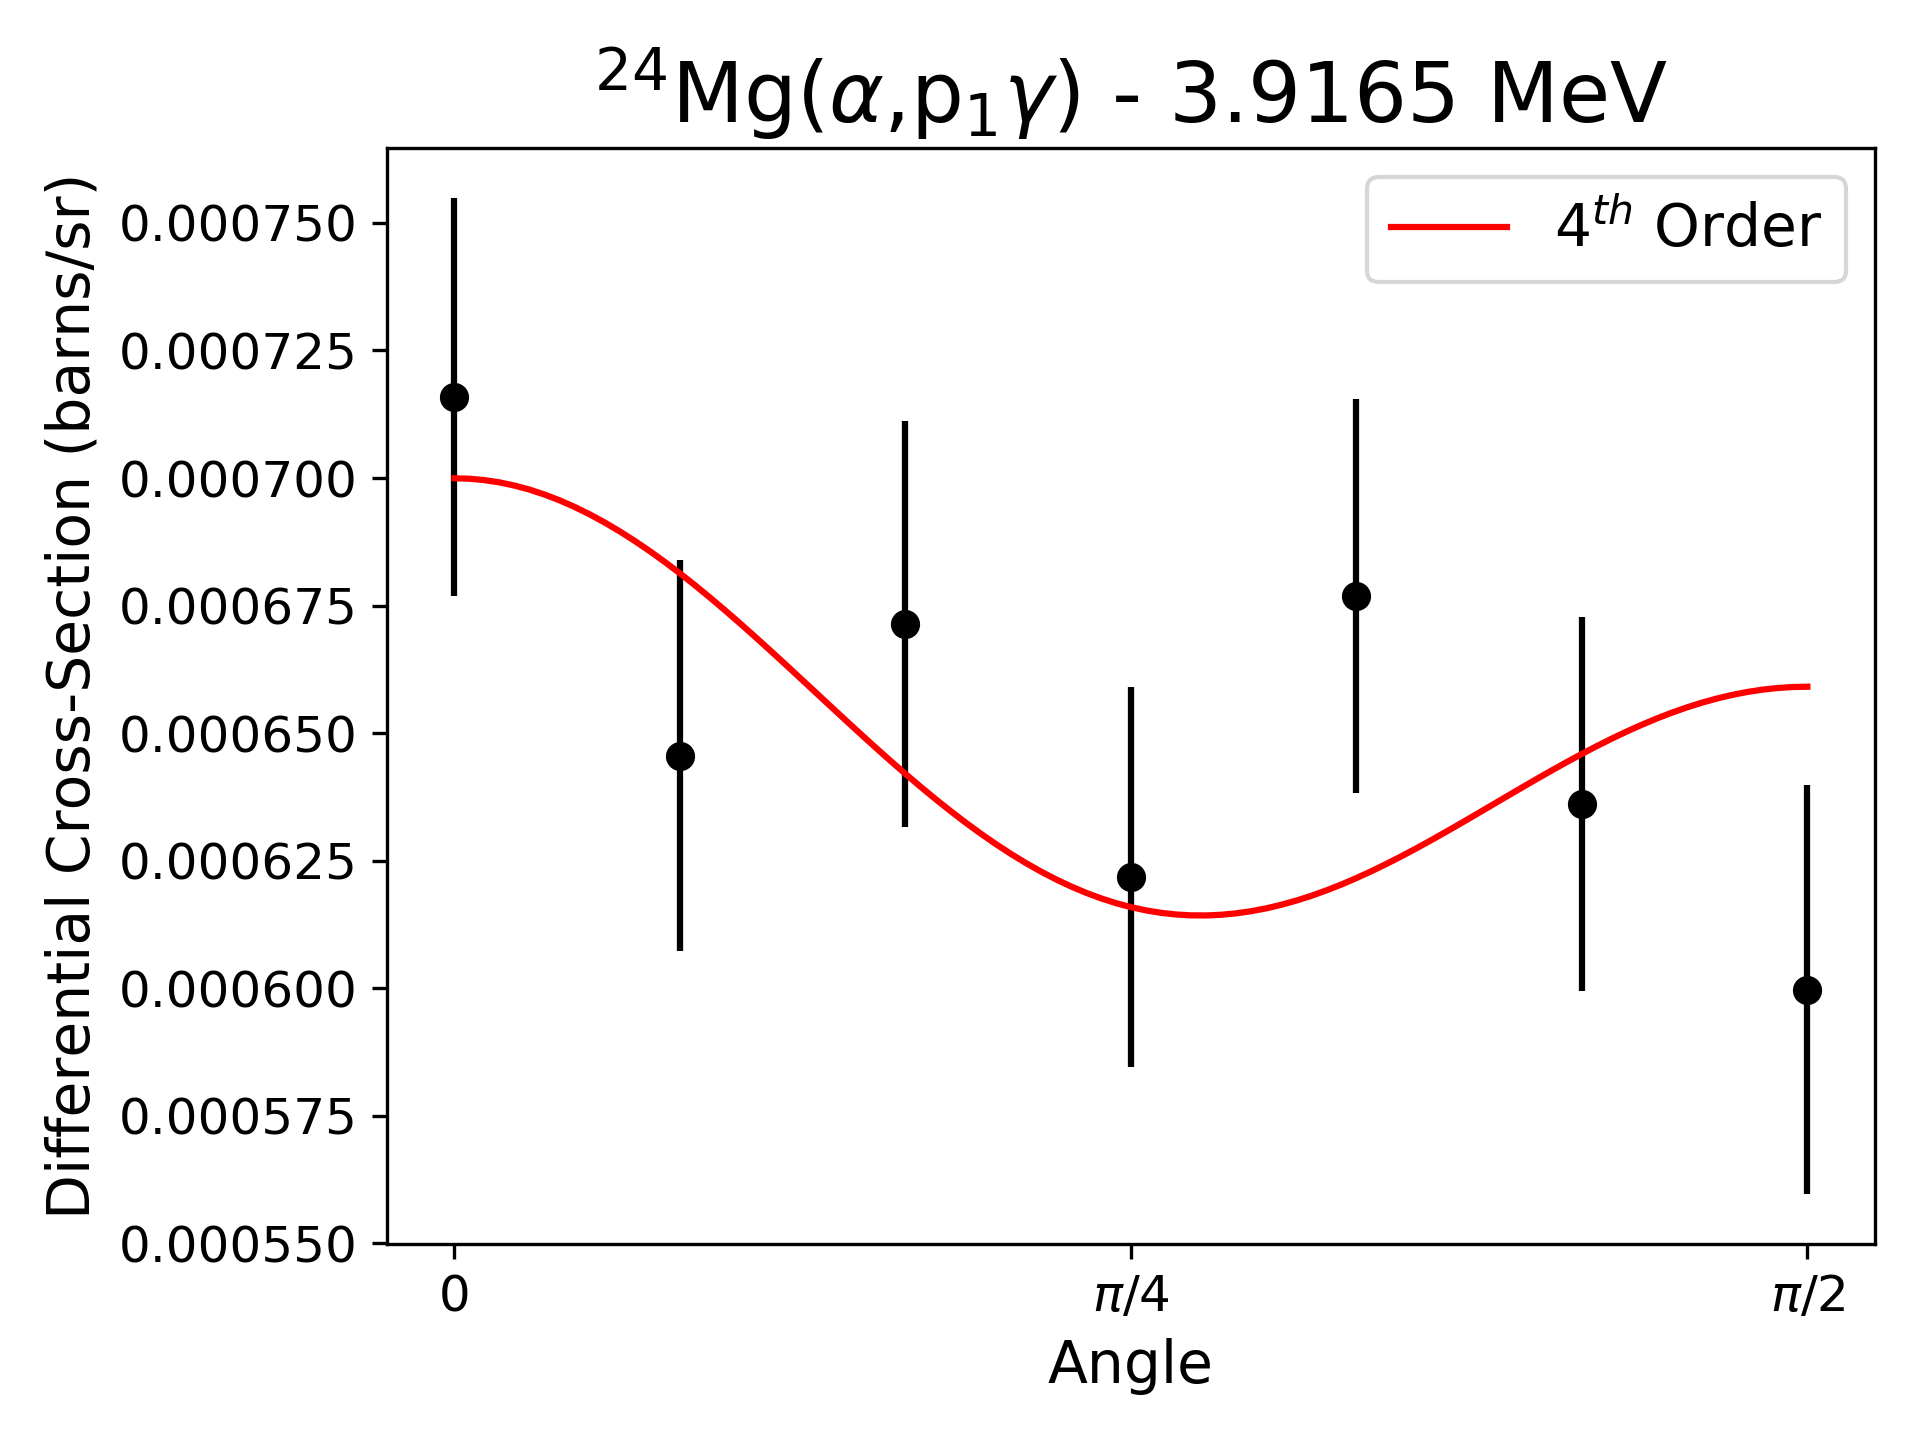 ²⁴Mg(α,p₁γ) - 3.9165 MeV
4ᵗʰ Order
Differential Cross-Section (barns/sr)
0.000750
0.000725
0.000700
0.000675
0.000650
0.000625
0.000600
0.000575
0.000550
0 π/4 π/2
Angle